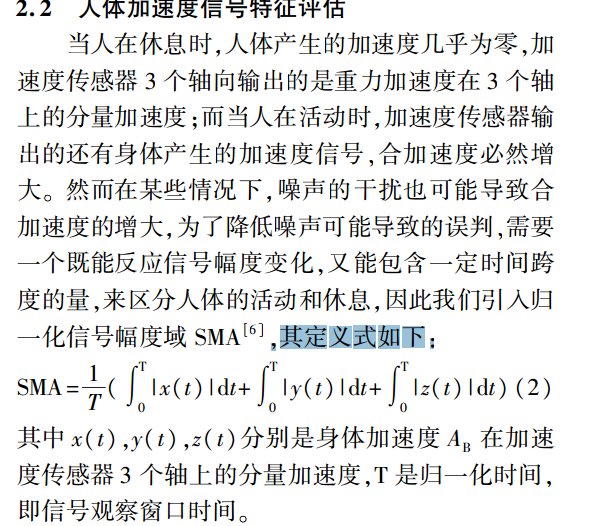 2.2 人体加速度信号特征评估
当人在休息时,人体产生的加速度几乎为零,加
速度传感器 3 个轴向输出的是重力加速度在 3 个轴
上的分量加速度;而当人在活动时,加速度传感器输
出的还有身体产生的加速度信号,合加速度必然增
大。然而在某些情况下,噪声的干扰也可能导致合
加速度的增大,为了降低噪声可能导致的误判,需要
一个既能反应信号幅度变化,又能包含一定时间跨
度的量,来区分人体的活动和休息,因此我们引入归
一化信号幅度域 SMA[6],其定义式如下:
SMA=1/T(∫₀ᵀ|x(t)|dt+∫₀ᵀ|y(t)|dt+∫₀ᵀ|z(t)|dt) (2)
其中 x(t),y(t),z(t)分别是身体加速度 A_B 在加速
度传感器 3 个轴上的分量加速度,T 是归一化时间,
即信号观察窗口时间。